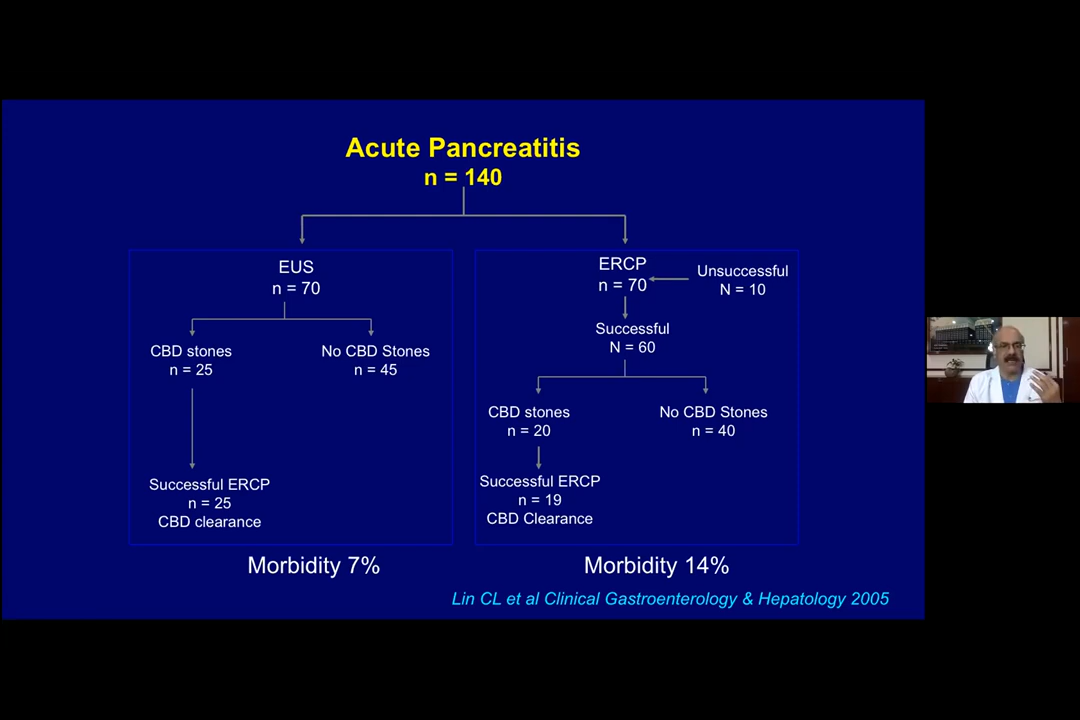 Acute Pancreatitis
n = 140
EUS
n = 70
CBD stones
n = 25
No CBD Stones
n = 45
Successful ERCP
n = 25
CBD clearance
Morbidity 7%
ERCP
n = 70
Unsuccessful
N = 10
Successful
N = 60
CBD stones
n = 20
No CBD Stones
n = 40
Successful ERCP
n = 19
CBD Clearance
Morbidity 14%
Lin CL et al Clinical Gastroenterology & Hepatology 2005